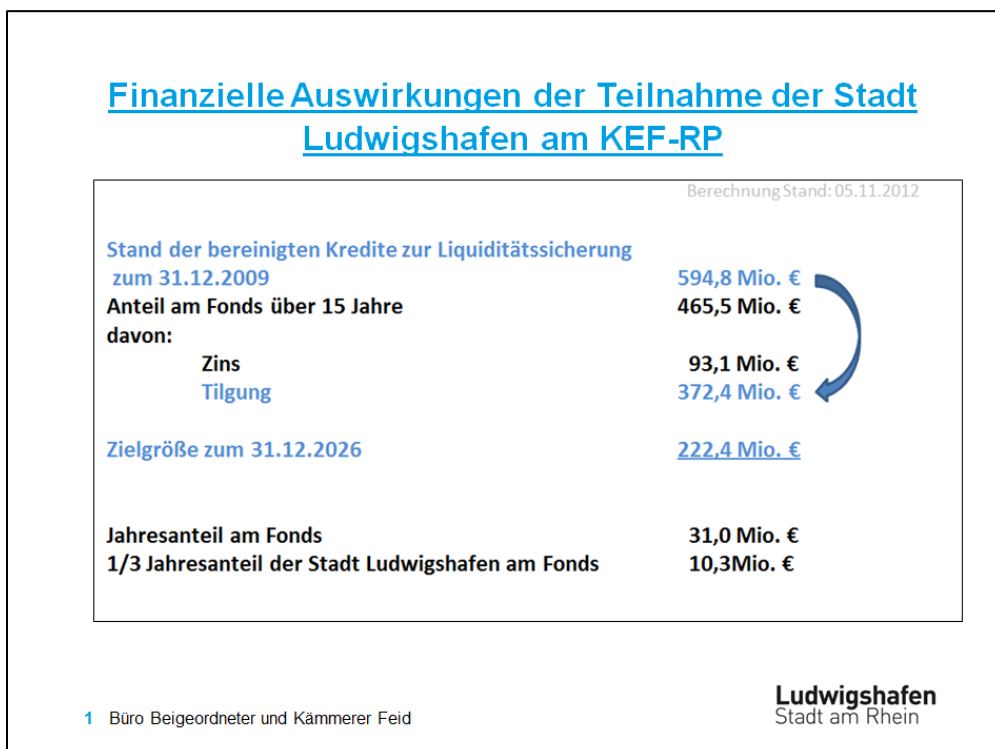 Finanzielle Auswirkungen der Teilnahme der Stadt
Ludwigshafen am KEF-RP
Berechnung Stand: 05.11.2012
Stand der bereinigten Kredite zur Liquiditätssicherung
zum 31.12.2009 594,8 Mio. €
Anteil am Fonds über 15 Jahre 465,5 Mio. €
davon:
Zins 93,1 Mio. €
Tilgung 372,4 Mio. €
Zielgröße zum 31.12.2026 222,4 Mio. €
Jahresanteil am Fonds 31,0 Mio. €
1/3 Jahresanteil der Stadt Ludwigshafen am Fonds 10,3Mio. €
1 Büro Beigeordneter und Kämmerer Feid
Ludwigshafen
Stadt am Rhein